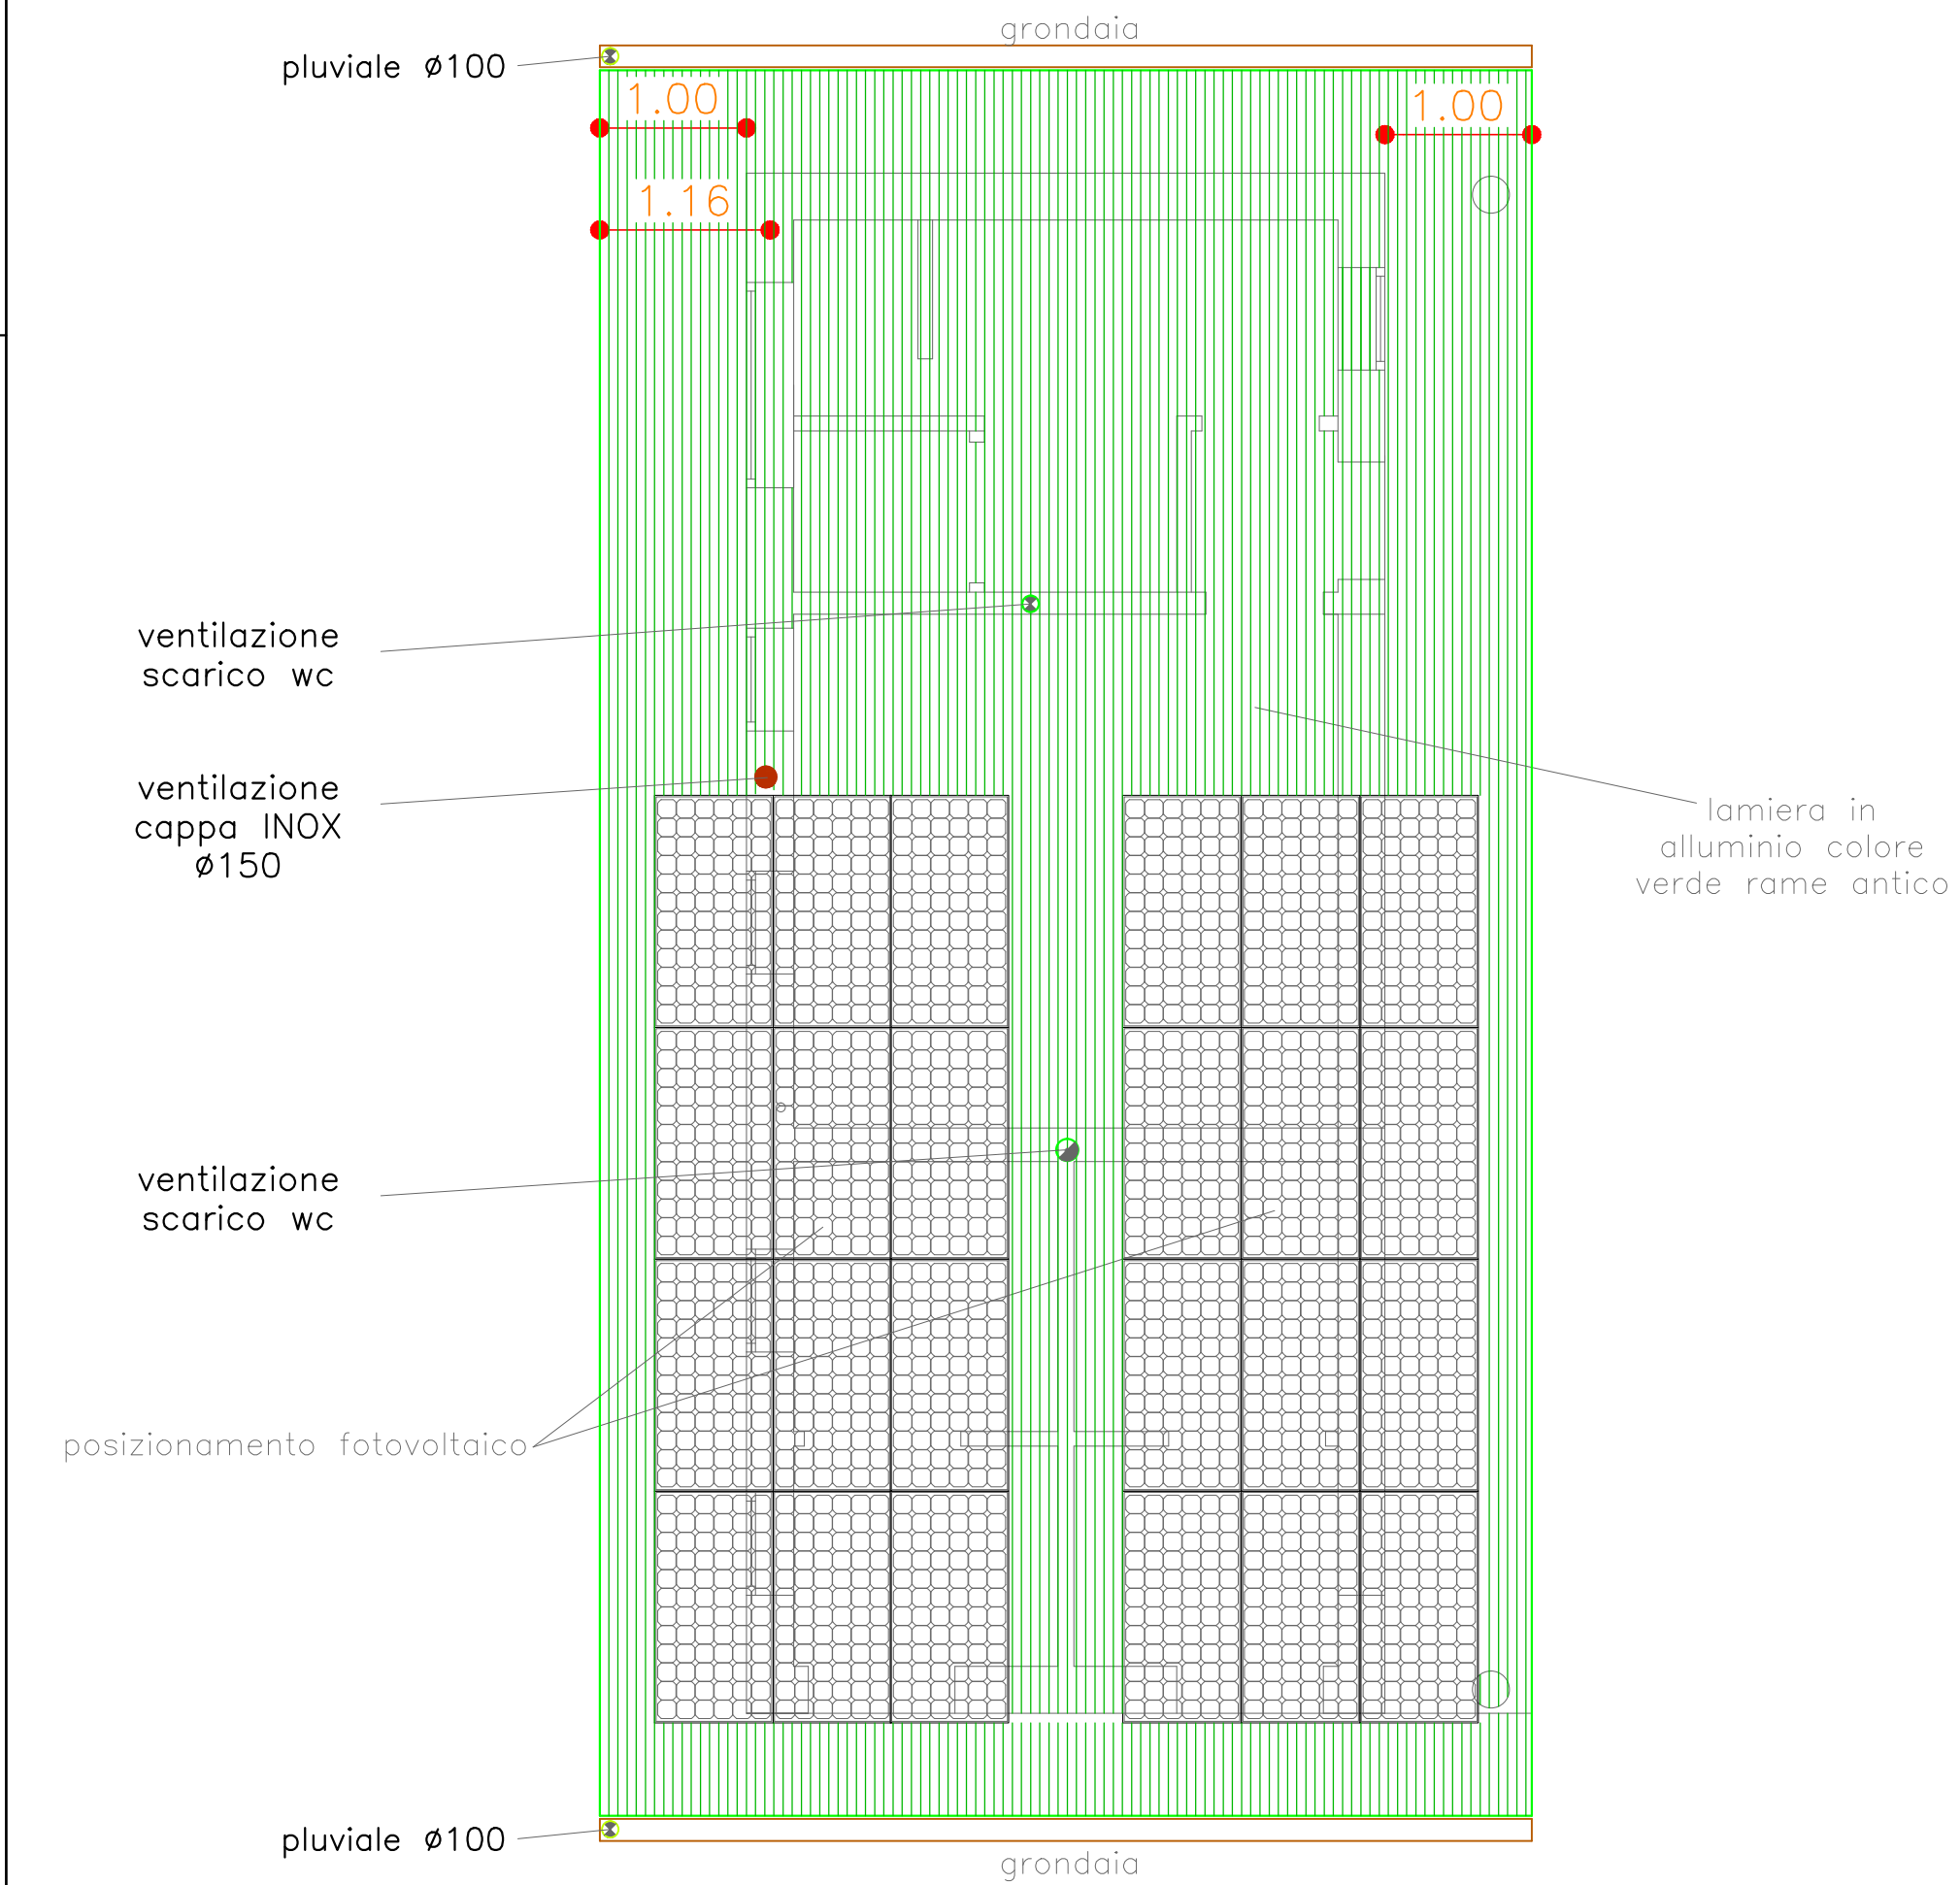 grondaia
pluviale ø100
1.00
1.00
1.16
ventilazione
scarico wc
ventilazione
cappa INOX
ø150
lamiera in
alluminio colore
verde rame antico
ventilazione
scarico wc
posizionamento fotovoltaico
pluviale ø100
grondaia